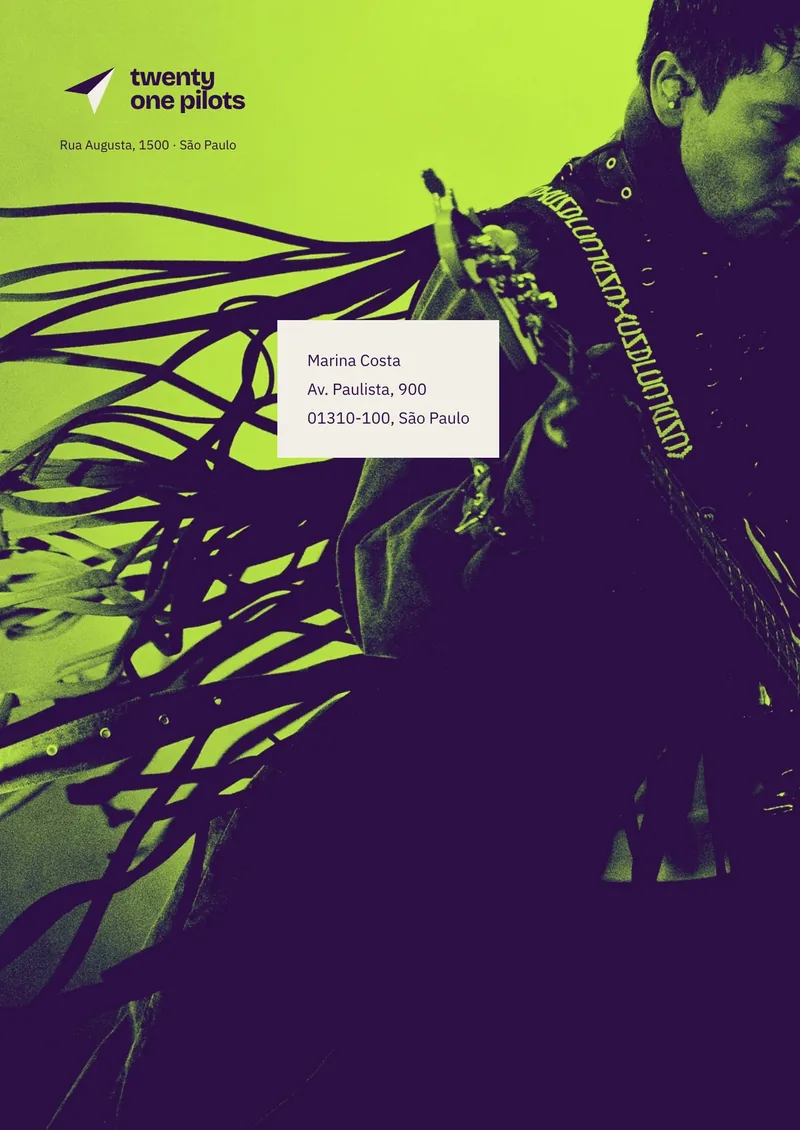 twenty
one pilots
Rua Augusta, 1500 · São Paulo
Marina Costa
Av. Paulista, 900
01310-100, São Paulo